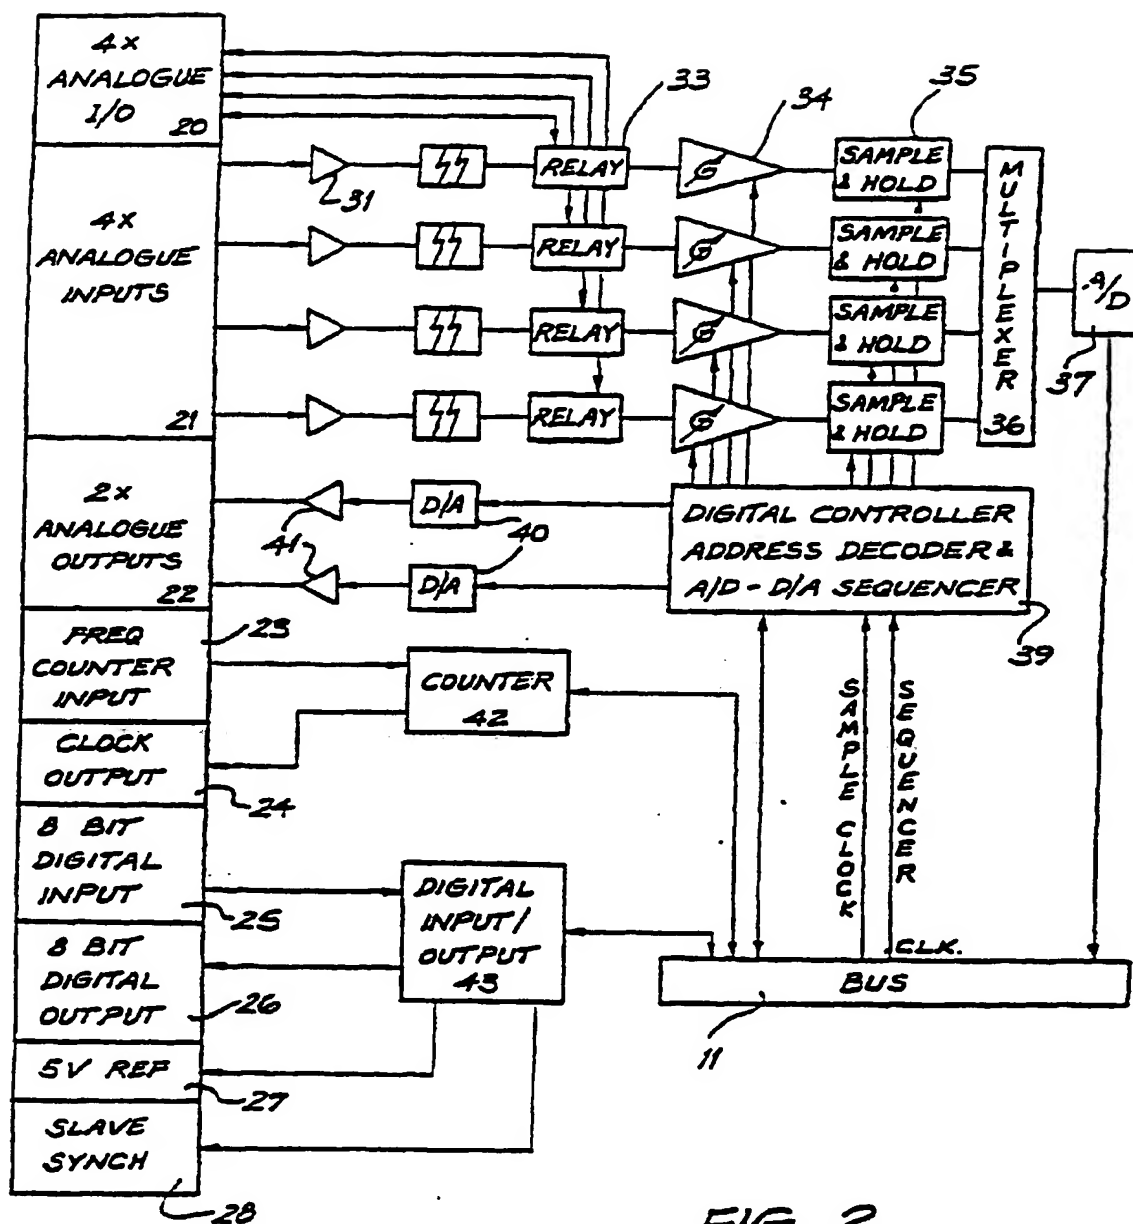 4x
ANALOGUE
I/O
20
4x
ANALOGUE
INPUTS
21
2x
ANALOGUE
OUTPUTS
22
FREQ
COUNTER
INPUT
23
CLOCK
OUTPUT
24
8 BIT
DIGITAL
INPUT
25
8 BIT
DIGITAL
OUTPUT
26
5V REF
27
SLAVE
SYNCH
28
31
RELAY
RELAY
RELAY
RELAY
33
G
G
G
G
34
35
SAMPLE
& HOLD
SAMPLE
& HOLD
SAMPLE
& HOLD
SAMPLE
& HOLD
MULTIPLEXER
36
A/D
37
D/A
40
D/A
41
DIGITAL CONTROLLER
ADDRESS DECODER &
A/D - D/A SEQUENCER
39
COUNTER
42
DIGITAL
INPUT/
OUTPUT
43
SAMPLE CLOCK
SEQUENCER
CLK.
BUS
11
FIG. 2